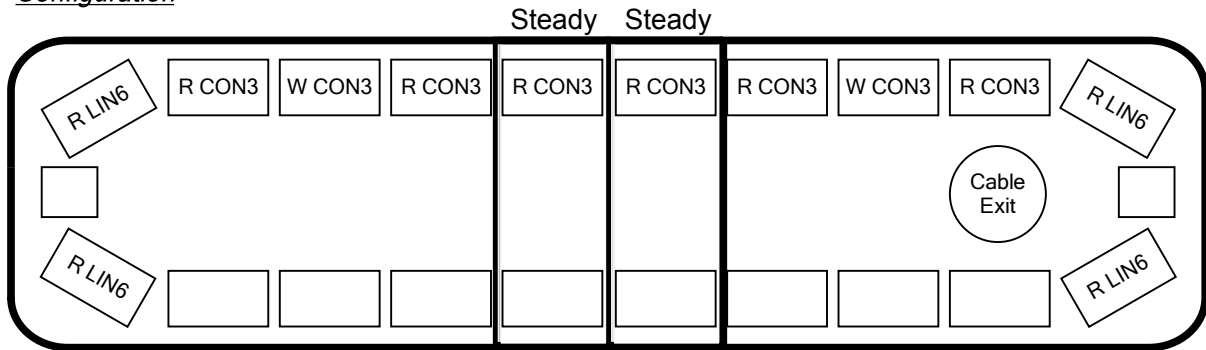 Configuration
Steady Steady
R LIN6 R CON3 W CON3 R CON3 R CON3 R CON3 R CON3 W CON3 R CON3 R LIN6
Cable
Exit
R LIN6 R LIN6